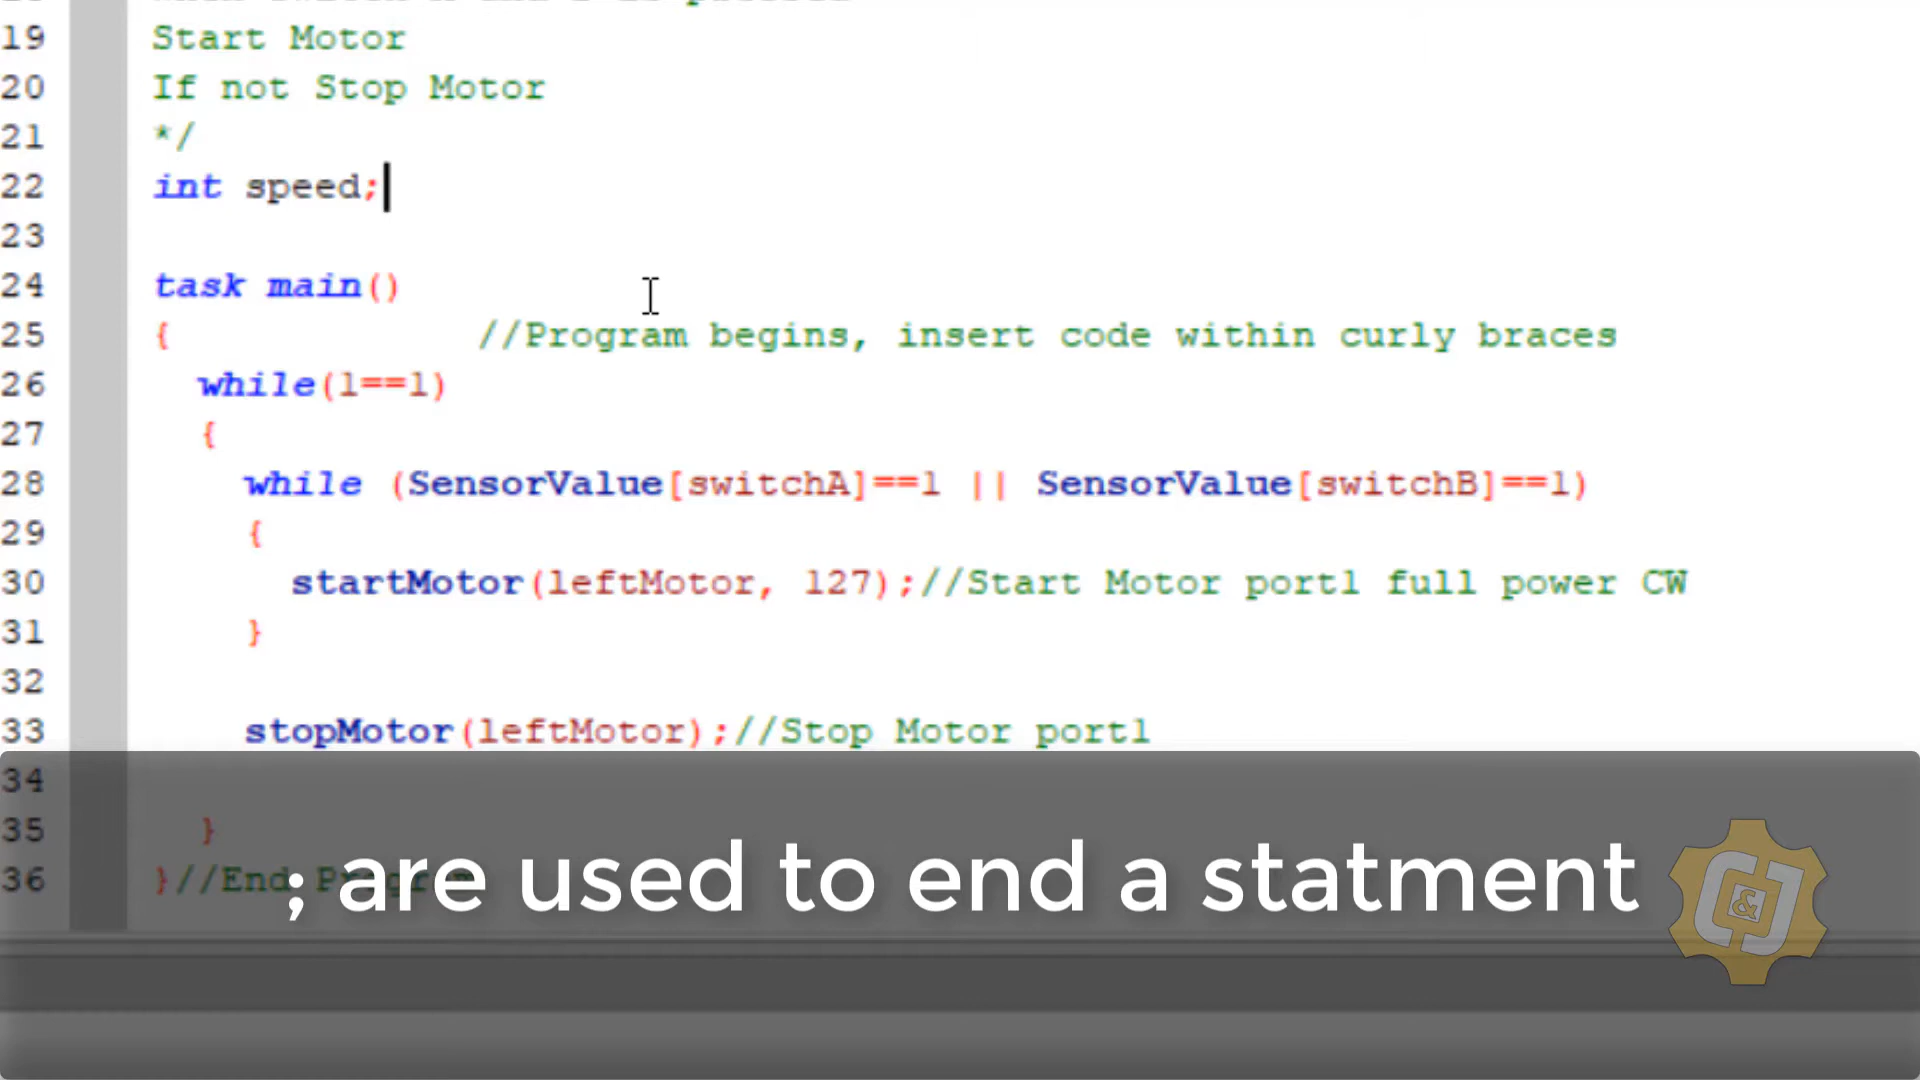 19 Start Motor
20 If not Stop Motor
21 */
22 int speed;
23
24 task main()
25 { //Program begins, insert code within curly braces
26 while(1==1)
27 {
28 while (SensorValue[switchA]==1 || SensorValue[switchB]==1)
29 {
30 startMotor(leftMotor, 127);//Start Motor port1 full power CW
31 }
32
33 stopMotor(leftMotor);//Stop Motor port1
34
35 }
36 }//End Program
; are used to end a statment
C&J